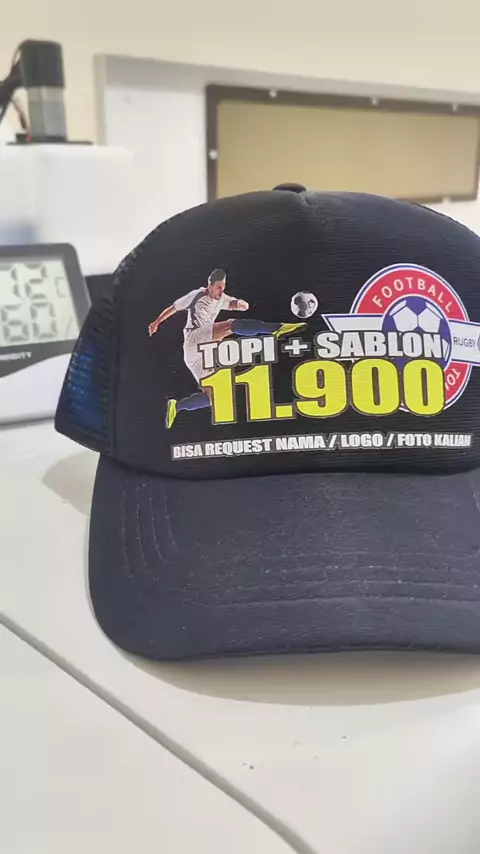 FOOTBALL
RUGBY
TOPI + SABLON
11.900
BISA REQUEST NAMA / LOGO / FOTO KALIAN